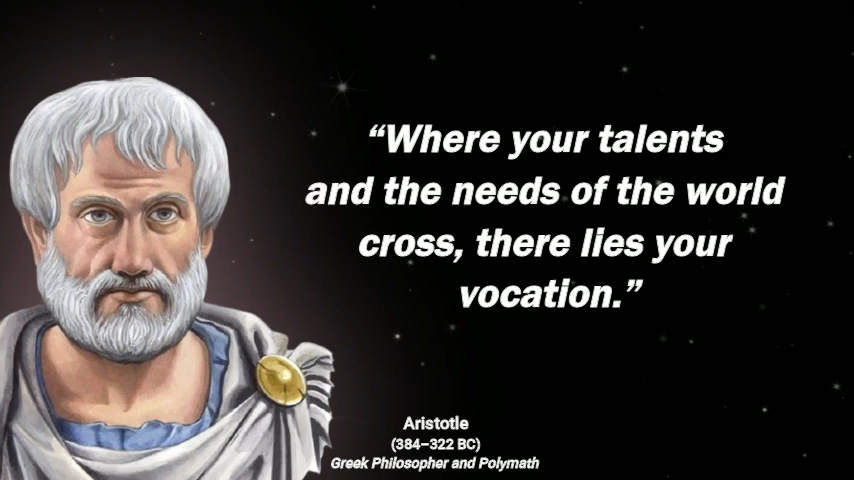 “Where your talents
and the needs of the world
cross, there lies your
vocation.”
Aristotle
(384–322 BC)
Greek Philosopher and Polymath